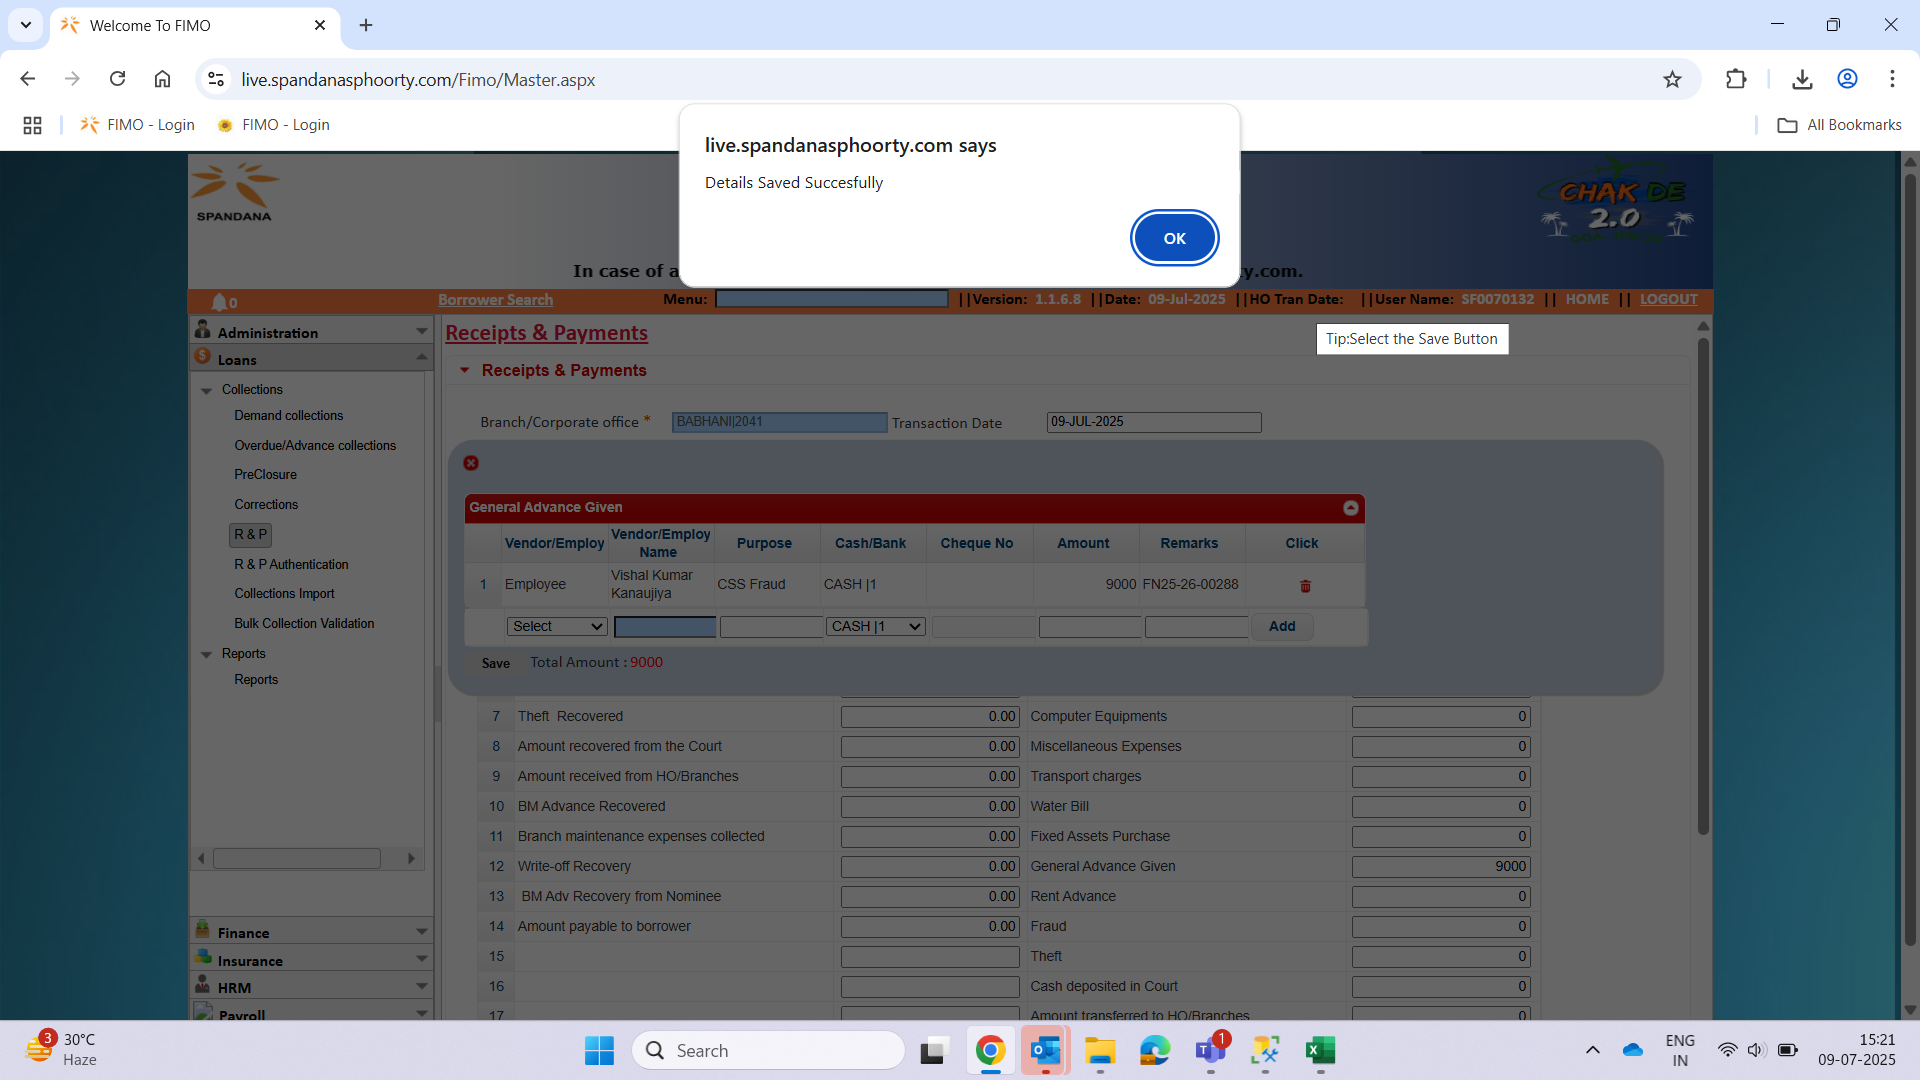 Welcome To FIMO
live.spandanasphoorty.com/Fimo/Master.aspx
FIMO - Login
FIMO - Login
All Bookmarks
live.spandanasphoorty.com says
Details Saved Succesfully
OK
SPANDANA
CHAK DE
2.0
In case of a
y.com.
0
Borrower Search
Menu:
||Version: 1.1.6.8 ||Date: 09-Jul-2025 ||HO Tran Date: ||User Name: SF0070132 || HOME || LOGOUT
Administration
Loans
Collections
Demand collections
Overdue/Advance collections
PreClosure
Corrections
R & P
R & P Authentication
Collections Import
Bulk Collection Validation
Reports
Reports
Finance
Insurance
HRM
Payroll
Receipts & Payments
Tip:Select the Save Button
Receipts & Payments
Branch/Corporate office * BABHANI|2041 Transaction Date 09-JUL-2025
General Advance Given
Vendor/Employ Vendor/Employ Name Purpose Cash/Bank Cheque No Amount Remarks Click
1 Employee Vishal Kumar Kanaujiya CSS Fraud CASH |1 9000 FN25-26-00288
Select CASH |1 Add
Save Total Amount : 9000
7 Theft Recovered 0.00 Computer Equipments 0
8 Amount recovered from the Court 0.00 Miscellaneous Expenses 0
9 Amount received from HO/Branches 0.00 Transport charges 0
10 BM Advance Recovered 0.00 Water Bill 0
11 Branch maintenance expenses collected 0.00 Fixed Assets Purchase 0
12 Write-off Recovery 0.00 General Advance Given 9000
13 BM Adv Recovery from Nominee 0.00 Rent Advance 0
14 Amount payable to borrower 0.00 Fraud 0
15 Theft 0
16 Cash deposited in Court 0
17 Amount transferred to HO/Branches 0
3
30°C
Haze
Search
1
ENG
IN
15:21
09-07-2025